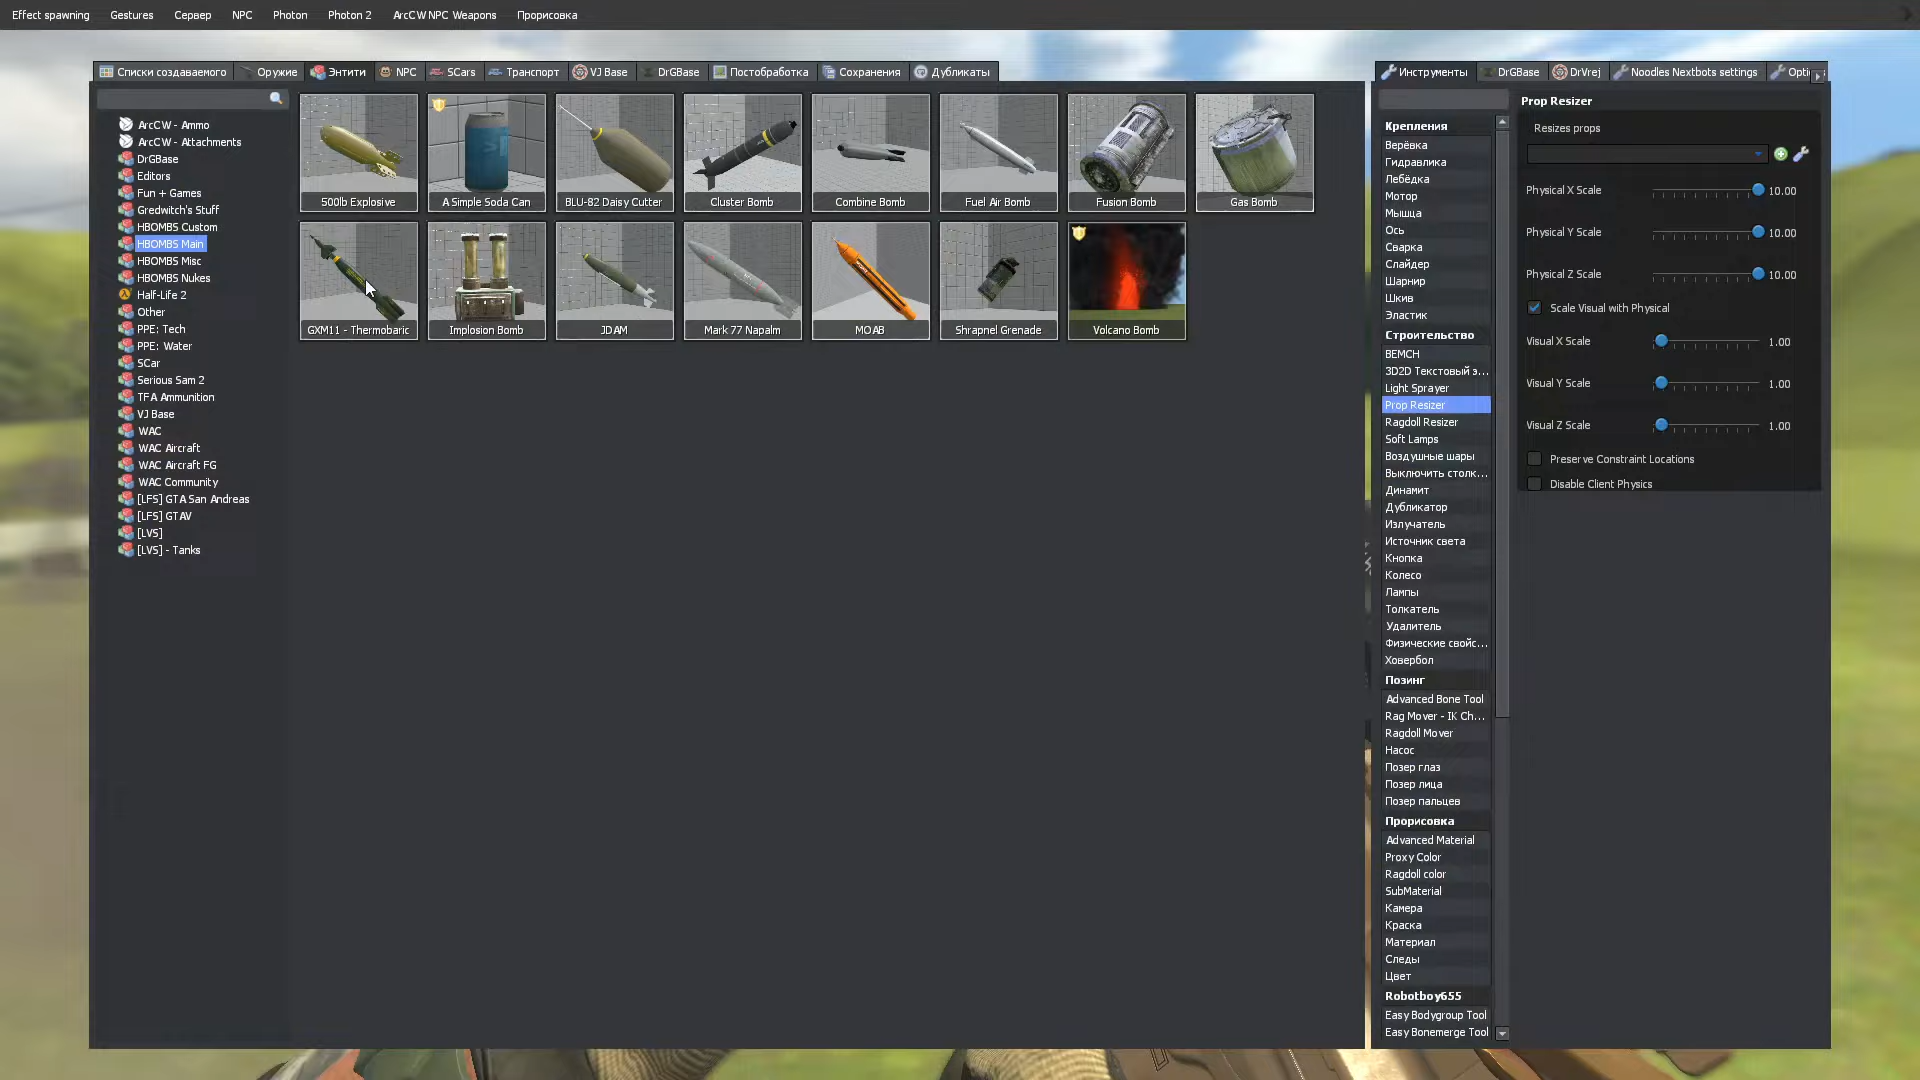 Effect spawning Gestures Сервер NPC Photon Photon 2 ArcCW NPC Weapons Прорисовка
Списки создаваемого Оружие Энтити NPC SCars Транспорт VJ Base DrGBase Постобработка Сохранения Дубликаты
ArcCW - Ammo
ArcCW - Attachments
DrGBase
Editors
Fun + Games
Gredwitch's Stuff
HBOMBS Custom
HBOMBS Main
HBOMBS Misc
HBOMBS Nukes
Half-Life 2
Other
PPE: Tech
PPE: Water
SCar
Serious Sam 2
TFA Ammunition
VJ Base
WAC
WAC Aircraft
WAC Aircraft FG
WAC Community
[LFS] GTA San Andreas
[LFS] GTAV
[LVS]
[LVS] - Tanks
500lb Explosive A Simple Soda Can BLU-82 Daisy Cutter Cluster Bomb Combine Bomb Fuel Air Bomb Fusion Bomb Gas Bomb
GXM11 - Thermobaric Implosion Bomb JDAM Mark 77 Napalm MOAB Shrapnel Grenade Volcano Bomb
Инструменты DrGBase DrVrej Noodles Nextbots settings Opti
Крепления
Верёвка
Гидравлика
Лебёдка
Мотор
Мышца
Ось
Сварка
Слайдер
Шарнир
Шкив
Эластик
Строительство
BEMCH
3D2D Текстовый э...
Light Sprayer
Prop Resizer
Ragdoll Resizer
Soft Lamps
Воздушные шары
Выключить столк...
Динамит
Дубликатор
Излучатель
Источник света
Кнопка
Колесо
Лампы
Толкатель
Удалитель
Физические свойс...
Ховербол
Позинг
Advanced Bone Tool
Rag Mover - IK Ch...
Ragdoll Mover
Насос
Позер глаз
Позер лица
Позер пальцев
Прорисовка
Advanced Material
Proxy Color
Ragdoll color
SubMaterial
Камера
Краска
Материал
Следы
Цвет
Robotboy655
Easy Bodygroup Tool
Easy Bonemerge Tool
Prop Resizer
Resizes props
Physical X Scale 10.00
Physical Y Scale 10.00
Physical Z Scale 10.00
Scale Visual with Physical
Visual X Scale 1.00
Visual Y Scale 1.00
Visual Z Scale 1.00
Preserve Constraint Locations
Disable Client Physics